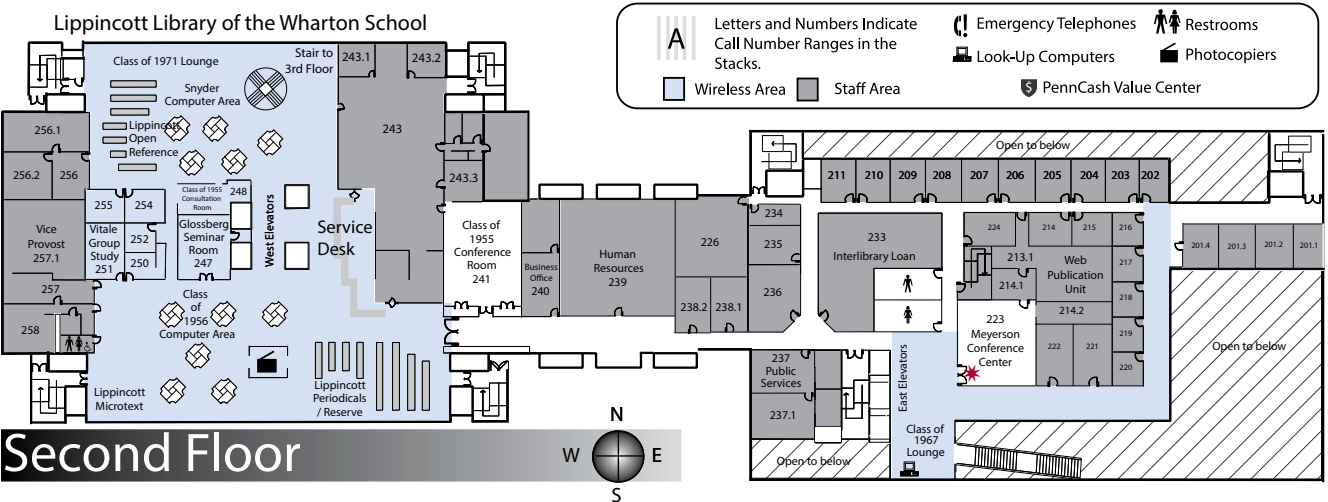 Lippincott Library of the Wharton School
A
Letters and Numbers Indicate
Call Number Ranges in the
Stacks.
Emergency Telephones
Restrooms
Look-Up Computers
Photocopiers
Wireless Area
Staff Area
$
PennCash Value Center
Class of 1971 Lounge
Stair to
3rd Floor
243.1
243.2
Snyder
Computer Area
Lippincott
Open
Reference
243
256.1
256.2
256
243.3
255
254
Class of 1955
Consultation
Room
248
Vice
Provost
257.1
Vitale
Group
Study
251
252
250
Glossberg
Seminar
Room
247
West Elevators
Service
Desk
Class of
1955
Conference
Room
241
Business
Office
240
Human
Resources
239
226
238.2
238.1
257
258
Class
of
1956
Computer Area
Lippincott
Microtext
Lippincott
Periodicals
/ Reserve
Open to below
211
210
209
208
207
206
205
204
203
202
234
235
236
233
Interlibrary Loan
224
214
215
216
213.1
214.1
Web
Publication
Unit
217
218
214.2
219
220
222
221
223
Meyerson
Conference
Center
201.4
201.3
201.2
201.1
Open to below
237
Public
Services
237.1
East Elevators
Class of
1967
Lounge
Open to below
Second Floor
N
W
E
S